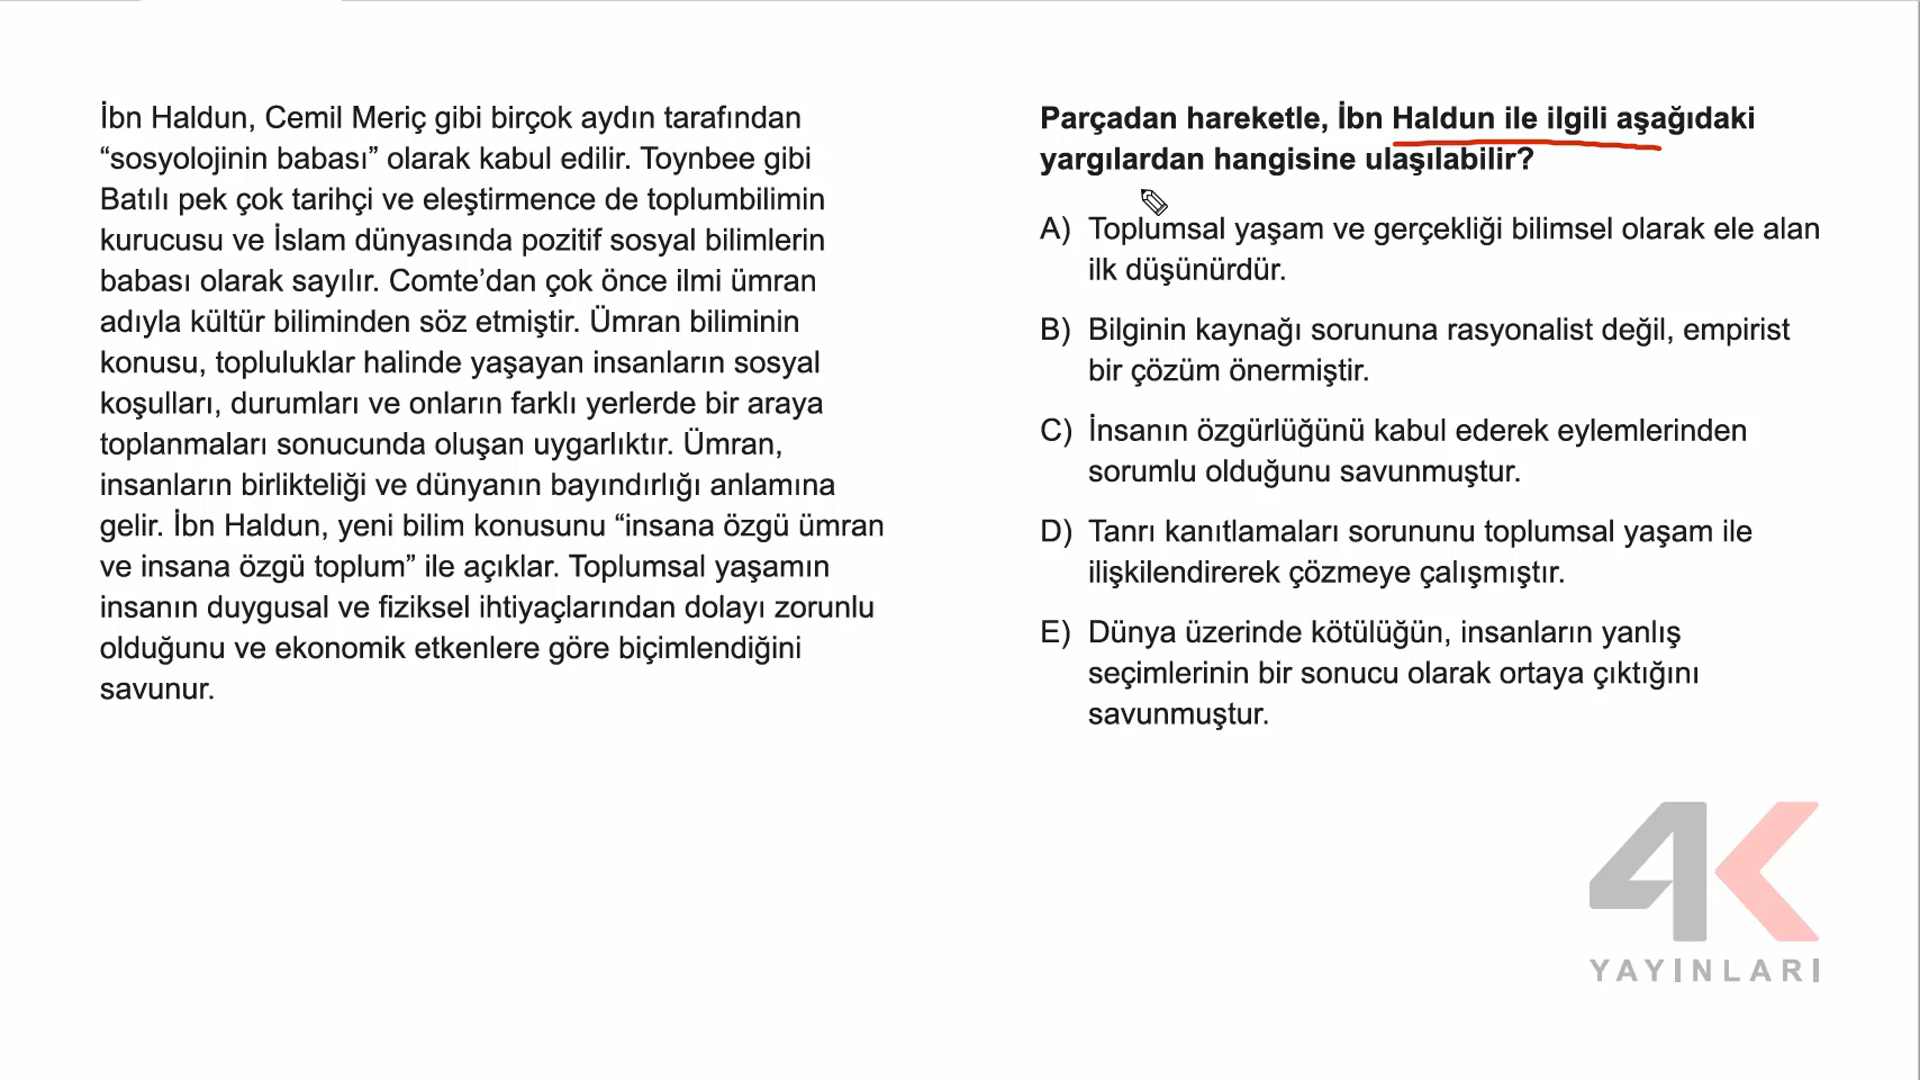 İbn Haldun, Cemil Meriç gibi birçok aydın tarafından
“sosyolojinin babası” olarak kabul edilir. Toynbee gibi
Batılı pek çok tarihçi ve eleştirmence de toplumbilimin
kurucusu ve İslam dünyasında pozitif sosyal bilimlerin
babası olarak sayılır. Comte’dan çok önce ilmi ümran
adıyla kültür biliminden söz etmiştir. Ümran biliminin
konusu, topluluklar halinde yaşayan insanların sosyal
koşulları, durumları ve onların farklı yerlerde bir araya
toplanmaları sonucunda oluşan uygarlıktır. Ümran,
insanların birlikteliği ve dünyanın bayındırlığı anlamına
gelir. İbn Haldun, yeni bilim konusunu “insana özgü ümran
ve insana özgü toplum” ile açıklar. Toplumsal yaşamın
insanın duygusal ve fiziksel ihtiyaçlarından dolayı zorunlu
olduğunu ve ekonomik etkenlere göre biçimlendiğini
savunur.
Parçadan hareketle, İbn Haldun ile ilgili aşağıdaki
yargılardan hangisine ulaşılabilir?
A) Toplumsal yaşam ve gerçekliği bilimsel olarak ele alan
ilk düşünürdür.
B) Bilginin kaynağı sorununa rasyonalist değil, empirist
bir çözüm önermiştir.
C) İnsanın özgürlüğünü kabul ederek eylemlerinden
sorumlu olduğunu savunmuştur.
D) Tanrı kanıtlamaları sorununu toplumsal yaşam ile
ilişkilendirerek çözmeye çalışmıştır.
E) Dünya üzerinde kötülüğün, insanların yanlış
seçimlerinin bir sonucu olarak ortaya çıktığını
savunmuştur.
4K
YAYINLARI